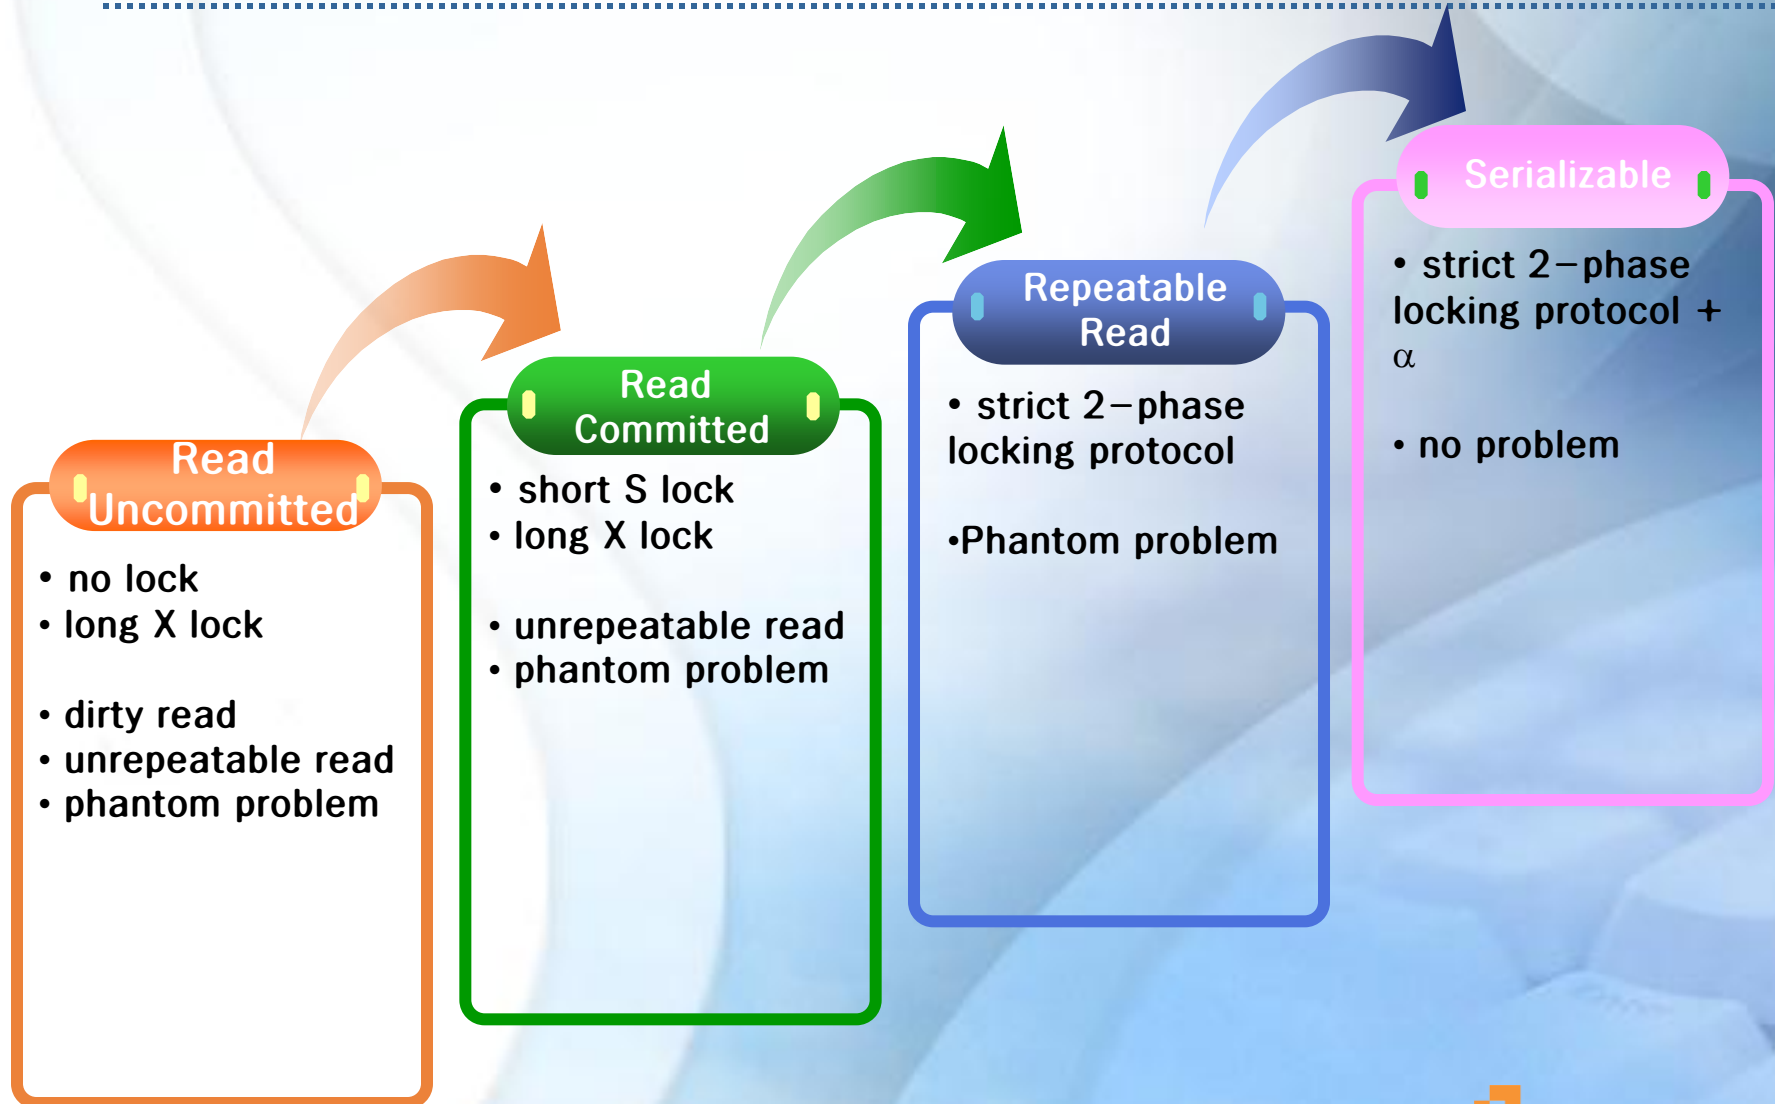 Read
Uncommitted
• no lock
• long X lock
• dirty read
• unrepeatable read
• phantom problem
Read
Committed
• short S lock
• long X lock
• unrepeatable read
• phantom problem
Repeatable
Read
• strict 2–phase
locking protocol
•Phantom problem
Serializable
• strict 2–phase
locking protocol +
α
• no problem